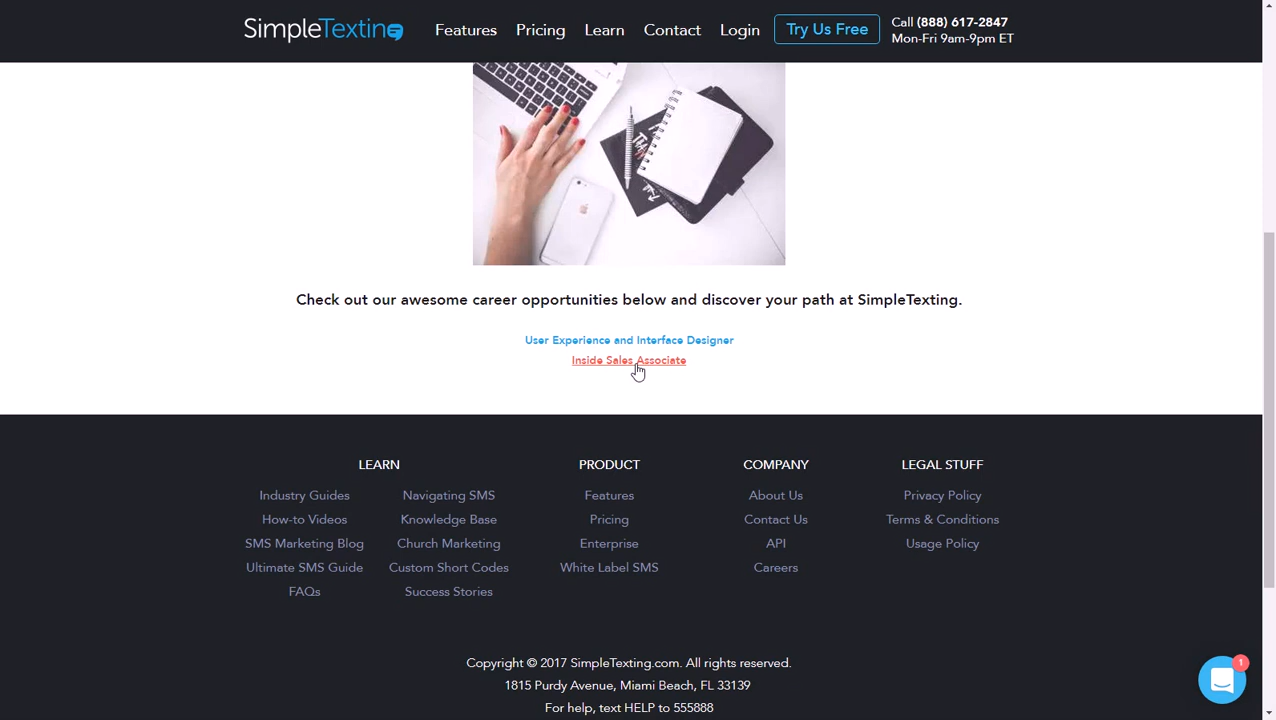 SimpleTexting
Features Pricing Learn Contact Login Try Us Free
Call (888) 617-2847
Mon-Fri 9am-9pm ET
Check out our awesome career opportunities below and discover your path at SimpleTexting.
User Experience and Interface Designer
Inside Sales Associate
LEARN
Industry Guides
How-to Videos
SMS Marketing Blog
Ultimate SMS Guide
FAQs
Navigating SMS
Knowledge Base
Church Marketing
Custom Short Codes
Success Stories
PRODUCT
Features
Pricing
Enterprise
White Label SMS
COMPANY
About Us
Contact Us
API
Careers
LEGAL STUFF
Privacy Policy
Terms & Conditions
Usage Policy
Copyright © 2017 SimpleTexting.com. All rights reserved.
1815 Purdy Avenue, Miami Beach, FL 33139
For help, text HELP to 555888
1